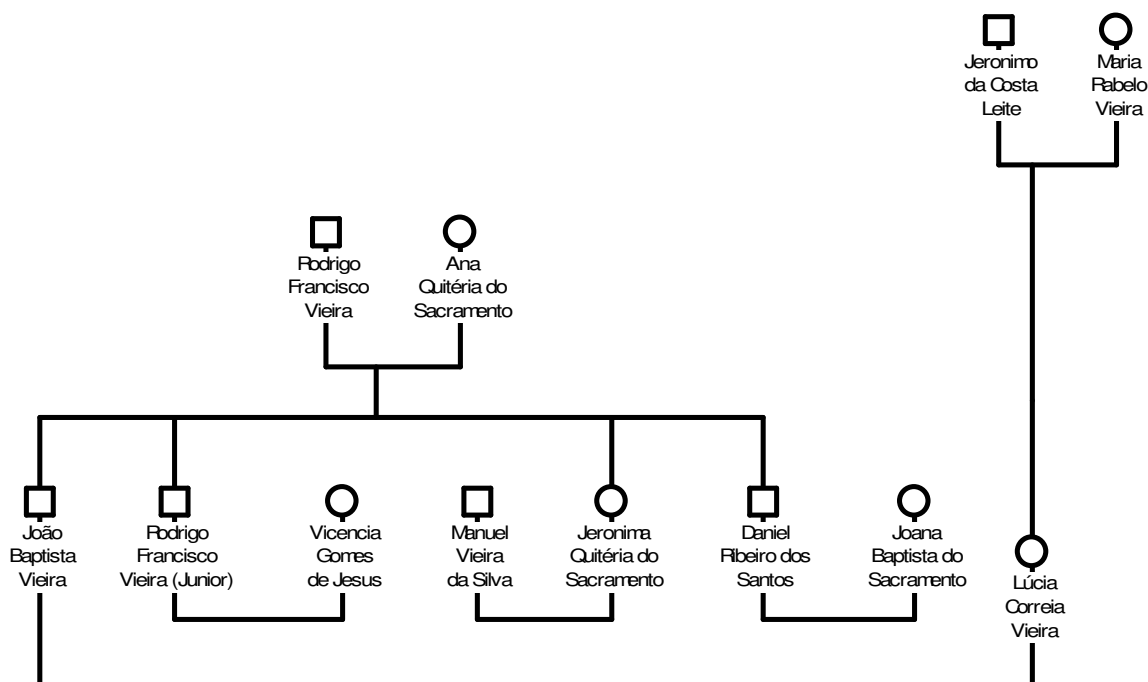 Jeronimo
da Costa
Leite
Maria
Rabelo
Vieira
Rodrigo
Francisco
Vieira
Ana
Quitéria do
Sacramento
João
Baptista
Vieira
Rodrigo
Francisco
Vieira (Junior)
Vicencia
Gomes
de Jesus
Manuel
Vieira
da Silva
Jeronima
Quitéria do
Sacramento
Daniel
Ribeiro dos
Santos
Joana
Baptista do
Sacramento
Lúcia
Correia
Vieira